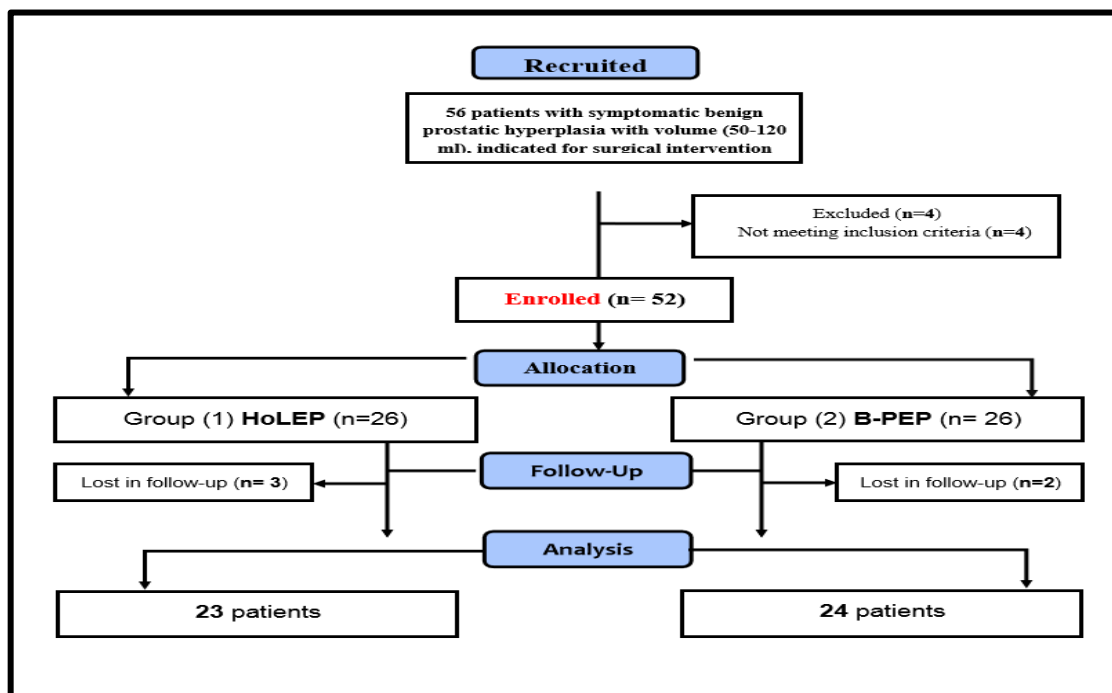 Recruited
56 patients with symptomatic benign
prostatic hyperplasia with volume (50-120
ml), indicated for surgical intervention
Excluded (n=4)
Not meeting inclusion criteria (n=4)
Enrolled (n= 52)
Allocation
Group (1) HoLEP (n=26)
Group (2) B-PEP (n= 26)
Follow-Up
Lost in follow-up (n= 3)
Lost in follow-up (n=2)
Analysis
23 patients
24 patients